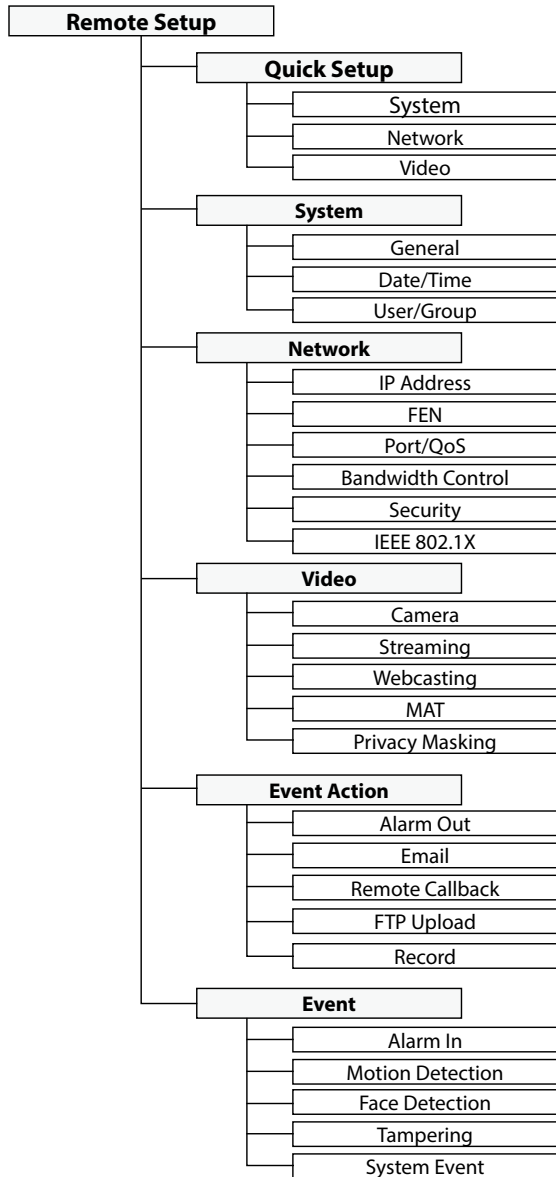 Remote Setup
Quick Setup
System
Network
Video
System
General
Date/Time
User/Group
Network
IP Address
FEN
Port/QoS
Bandwidth Control
Security
IEEE 802.1X
Video
Camera
Streaming
Webcasting
MAT
Privacy Masking
Event Action
Alarm Out
Email
Remote Callback
FTP Upload
Record
Event
Alarm In
Motion Detection
Face Detection
Tampering
System Event